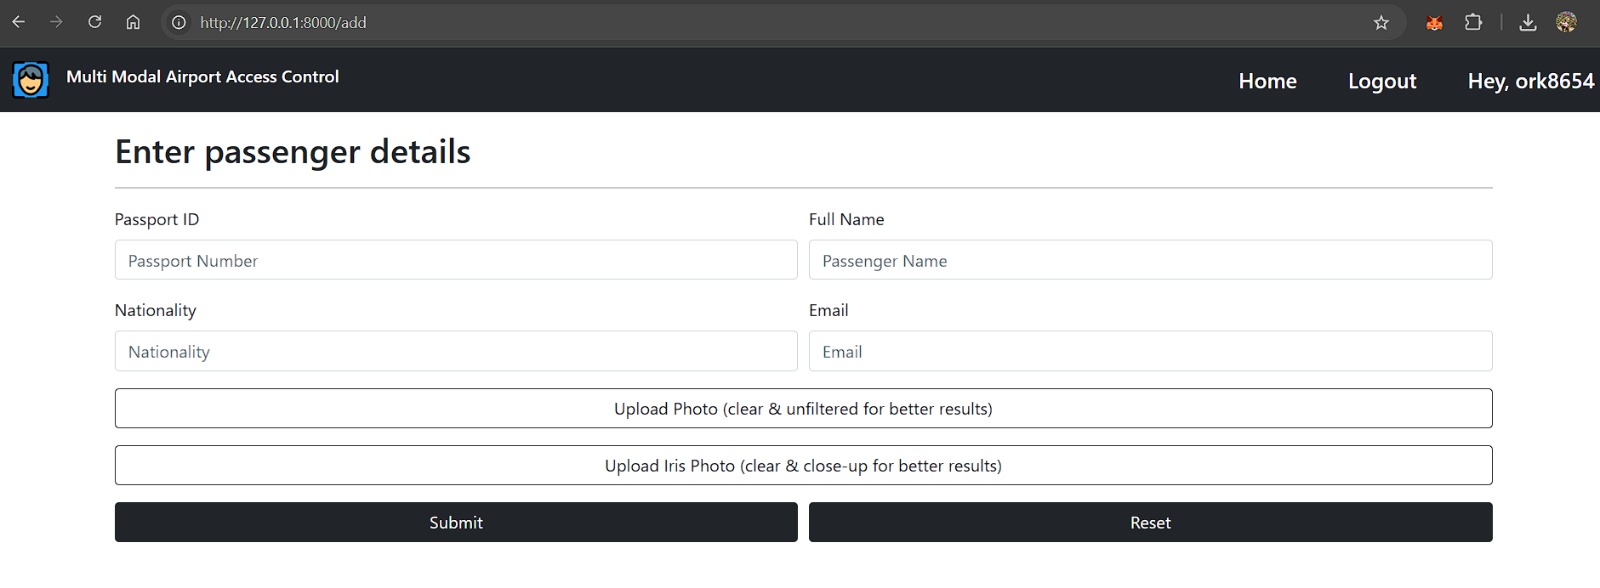 http://127.0.0.1:8000/add
Multi Modal Airport Access Control
Home
Logout
Hey, ork8654
Enter passenger details
Passport ID
Full Name
Passport Number
Passenger Name
Nationality
Email
Nationality
Email
Upload Photo (clear & unfiltered for better results)
Upload Iris Photo (clear & close-up for better results)
Submit
Reset